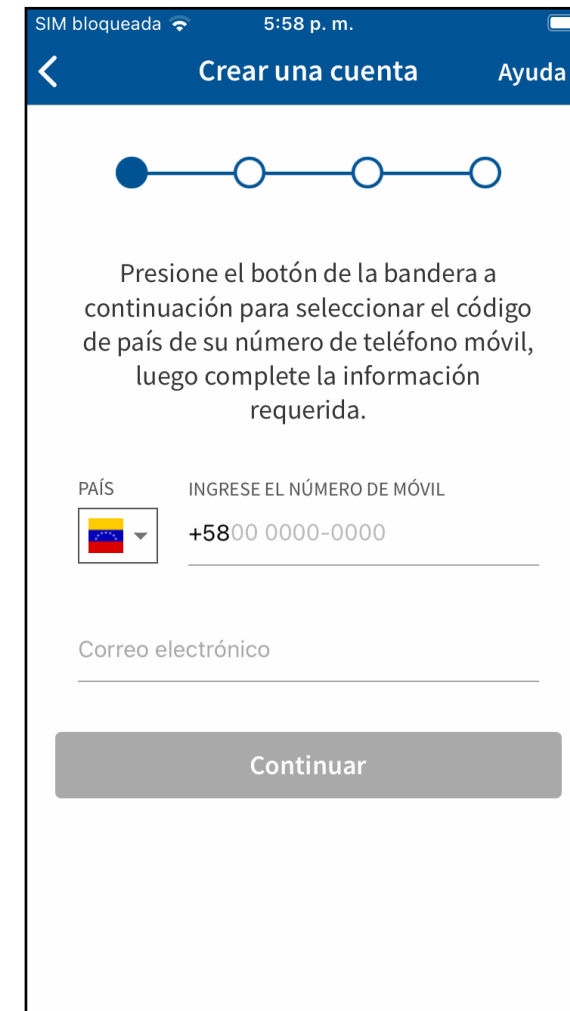 SIM bloqueada 5:58 p. m.
Crear una cuenta Ayuda
Presione el botón de la bandera a
continuación para seleccionar el código
de país de su número de teléfono móvil,
luego complete la información
requerida.
PAÍS INGRESE EL NÚMERO DE MÓVIL
+5800 0000-0000
Correo electrónico
Continuar